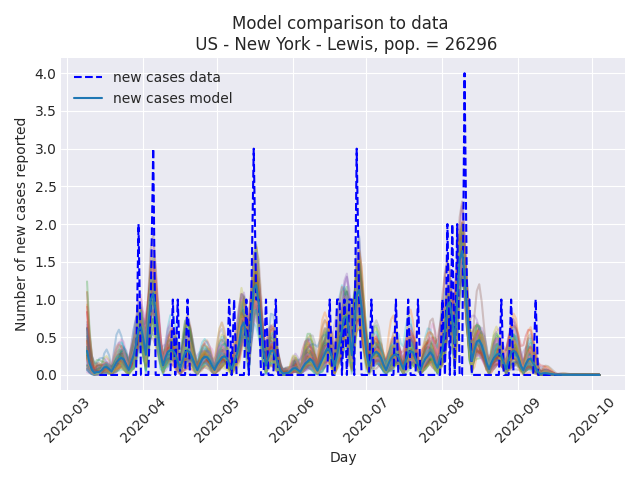 Model comparison to data
US - New York - Lewis, pop. = 26296
new cases data
new cases model
Number of new cases reported
4.0
3.5
3.0
2.5
2.0
1.5
1.0
0.5
0.0
2020-03
2020-04
2020-05
2020-06
2020-07
2020-08
2020-09
2020-10
Day